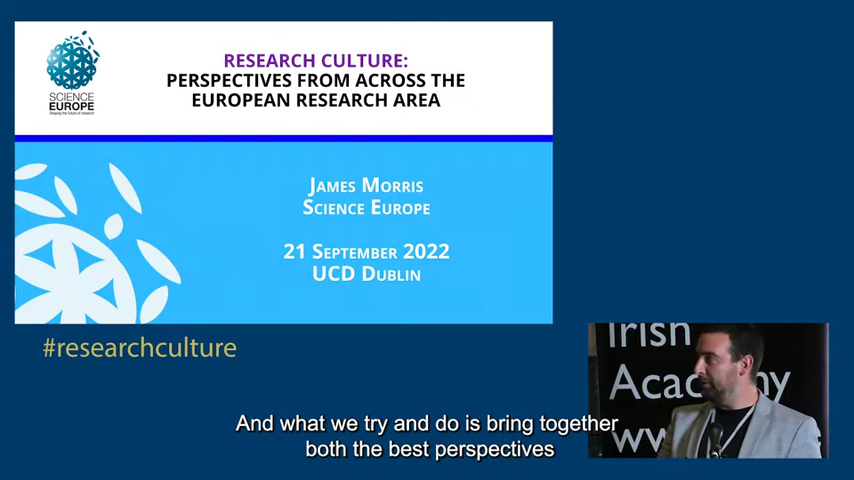 RESEARCH CULTURE:
PERSPECTIVES FROM ACROSS THE
EUROPEAN RESEARCH AREA
SCIENCE
EUROPE
Shaping the future of research
JAMES MORRIS
SCIENCE EUROPE
21 SEPTEMBER 2022
UCD DUBLIN
#researchculture
Irish
Academy
ww
And what we try and do is bring together
both the best perspectives